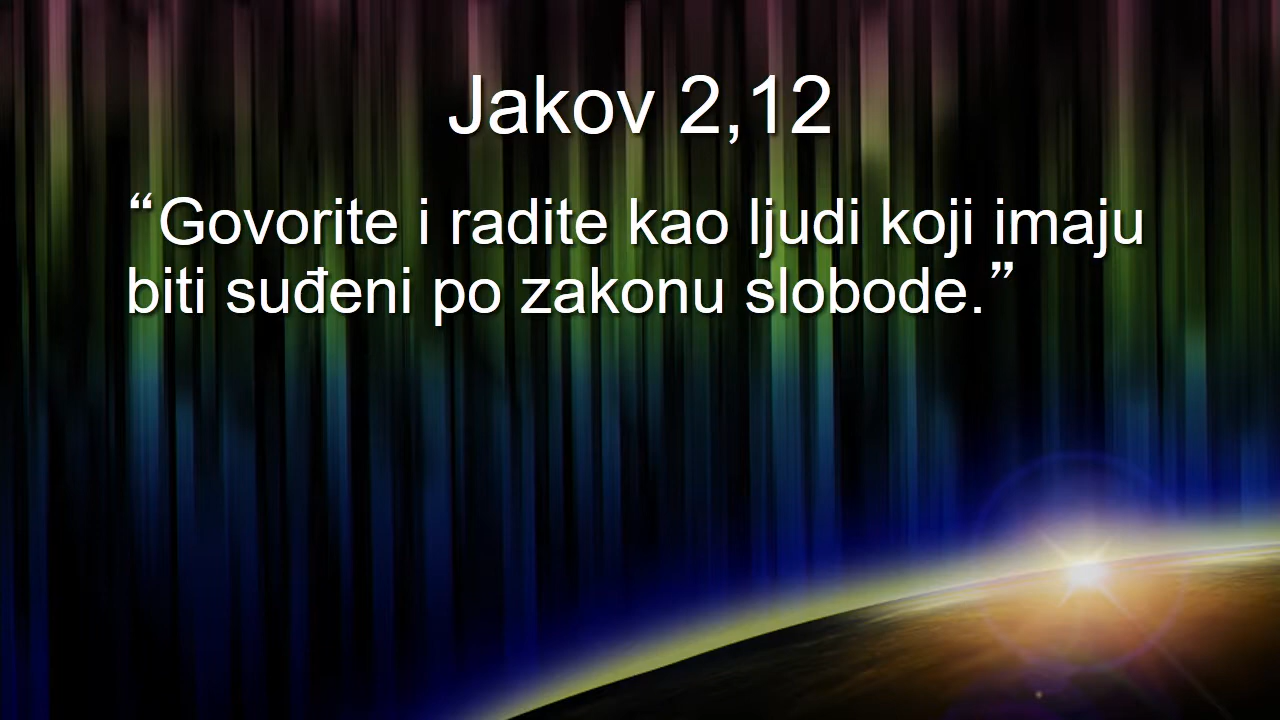 Jakov 2,12
“Govorite i radite kao ljudi koji imaju
biti suđeni po zakonu slobode.”